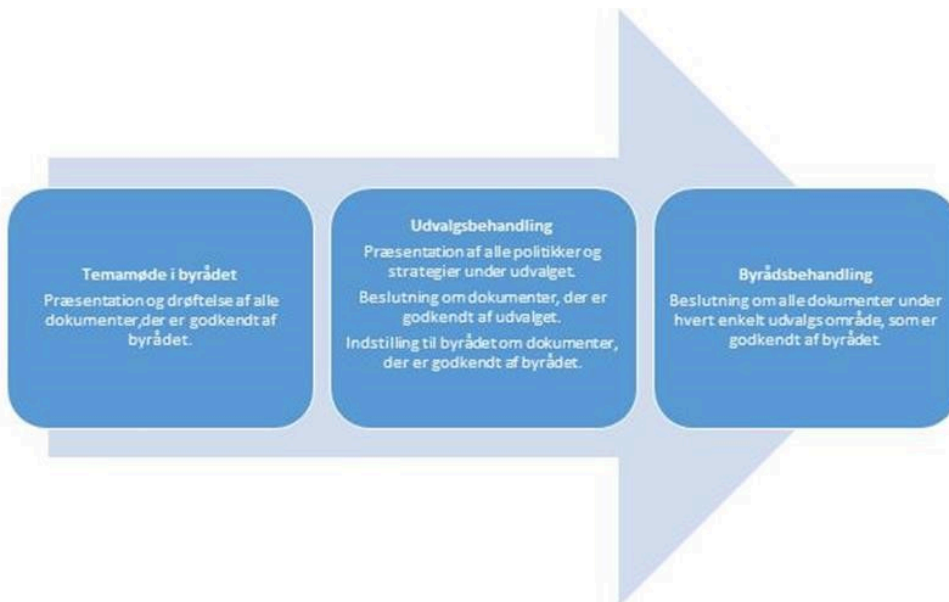 Temamøde i byrådet
Præsentation og drøftelse af alle
dokumenter,der er godkendt af
byrådet.
Udvalgsbehandling
Præsentation af alle politikker og
strategier under udvalget.
Beslutning om dokumenter, der er
godkendt af udvalget.
Indstilling til byrådet om dokumenter,
der er godkendt af byrådet.
Byrådsbehandling
Beslutning om alle dokumenter under
hvert enkelt udvalgs område, som er
godkendt af byrådet.